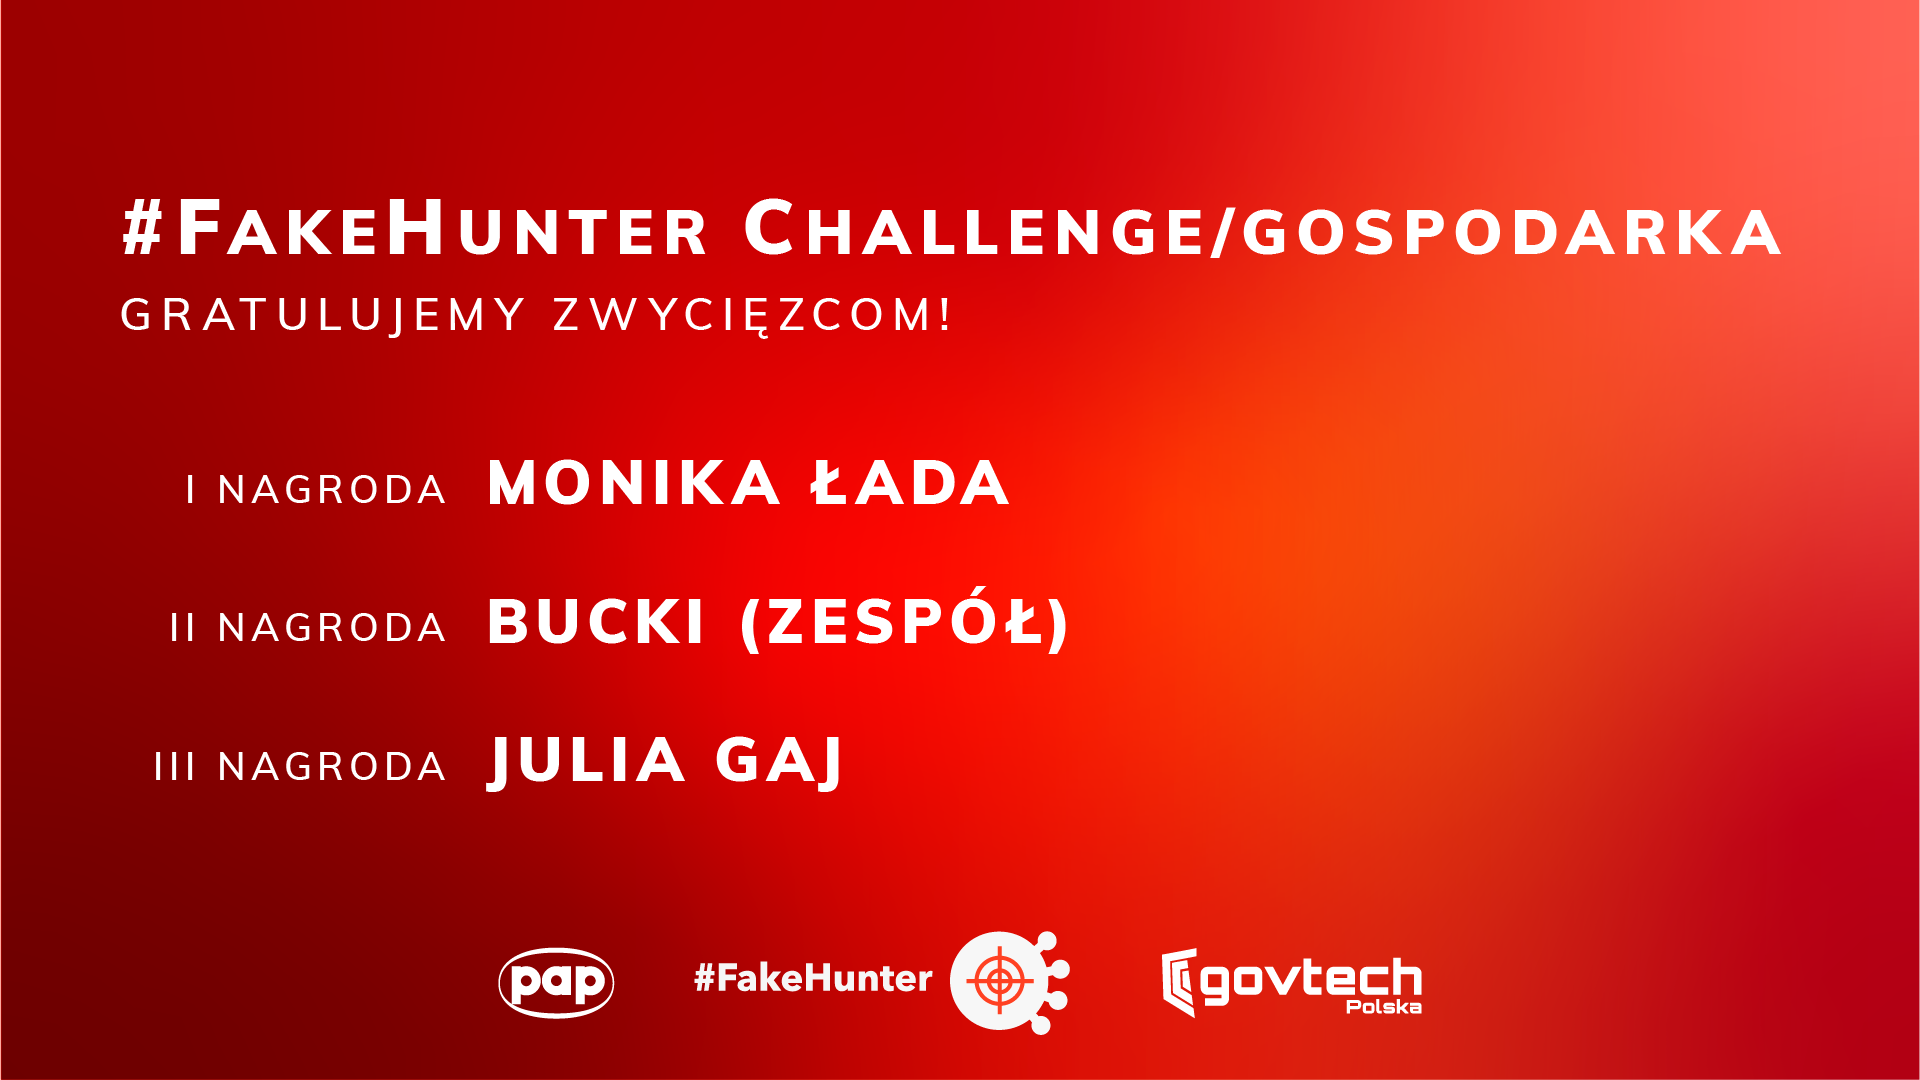 #FakeHunter Challenge/gospodarka
GRATULUJEMY ZWYCIĘZCOM!
I NAGRODA MONIKA ŁADA
II NAGRODA BUCKI (ZESPÓŁ)
III NAGRODA JULIA GAJ
pap #FakeHunter govtech
Polska